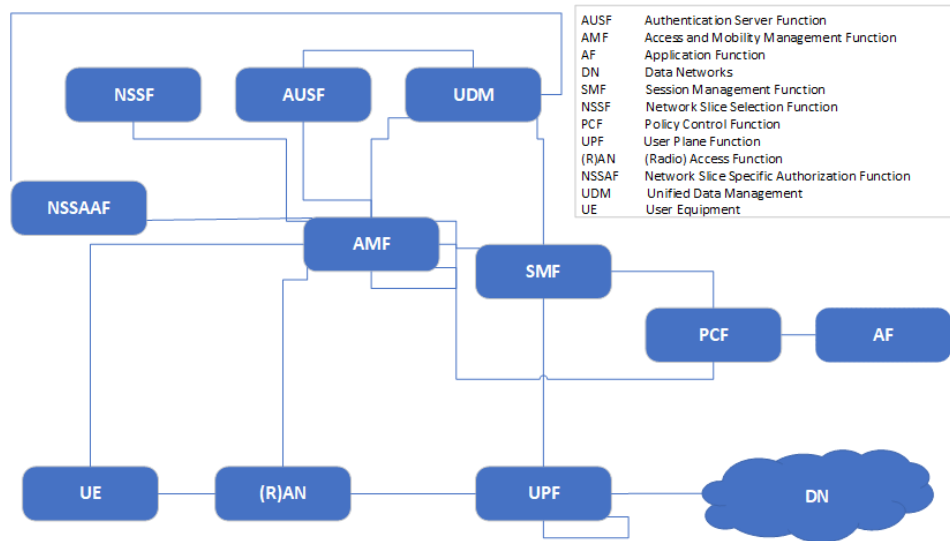 AUSF Authentication Server Function
AMF Access and Mobility Management Function
AF Application Function
DN Data Networks
SMF Session Management Function
NSSF Network Slice Selection Function
PCF Policy Control Function
UPF User Plane Function
(R)AN (Radio) Access Function
NSSAF Network Slice Specific Authorization Function
UDM Unified Data Management
UE User Equipment
NSSF AUSF UDM
NSSAAF
AMF
SMF
PCF AF
UE (R)AN UPF DN